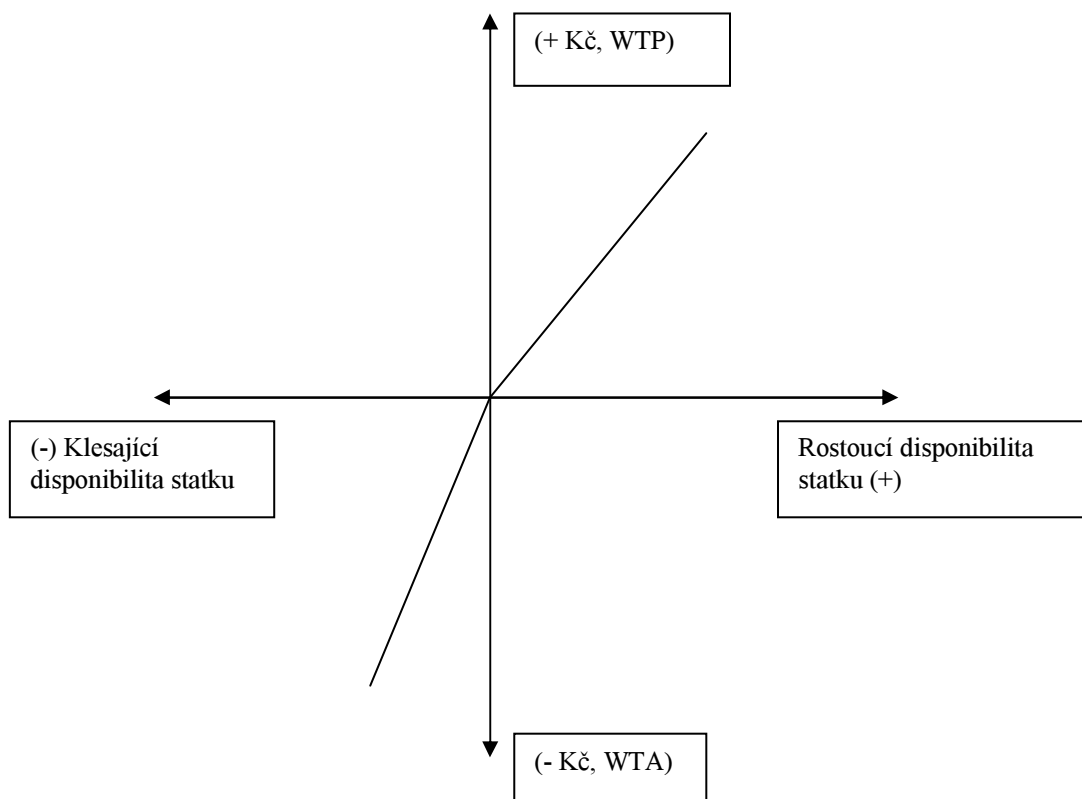 (+ Kč, WTP)
(-) Klesající
disponibilita statku
Rostoucí disponibilita
statku (+)
(- Kč, WTA)